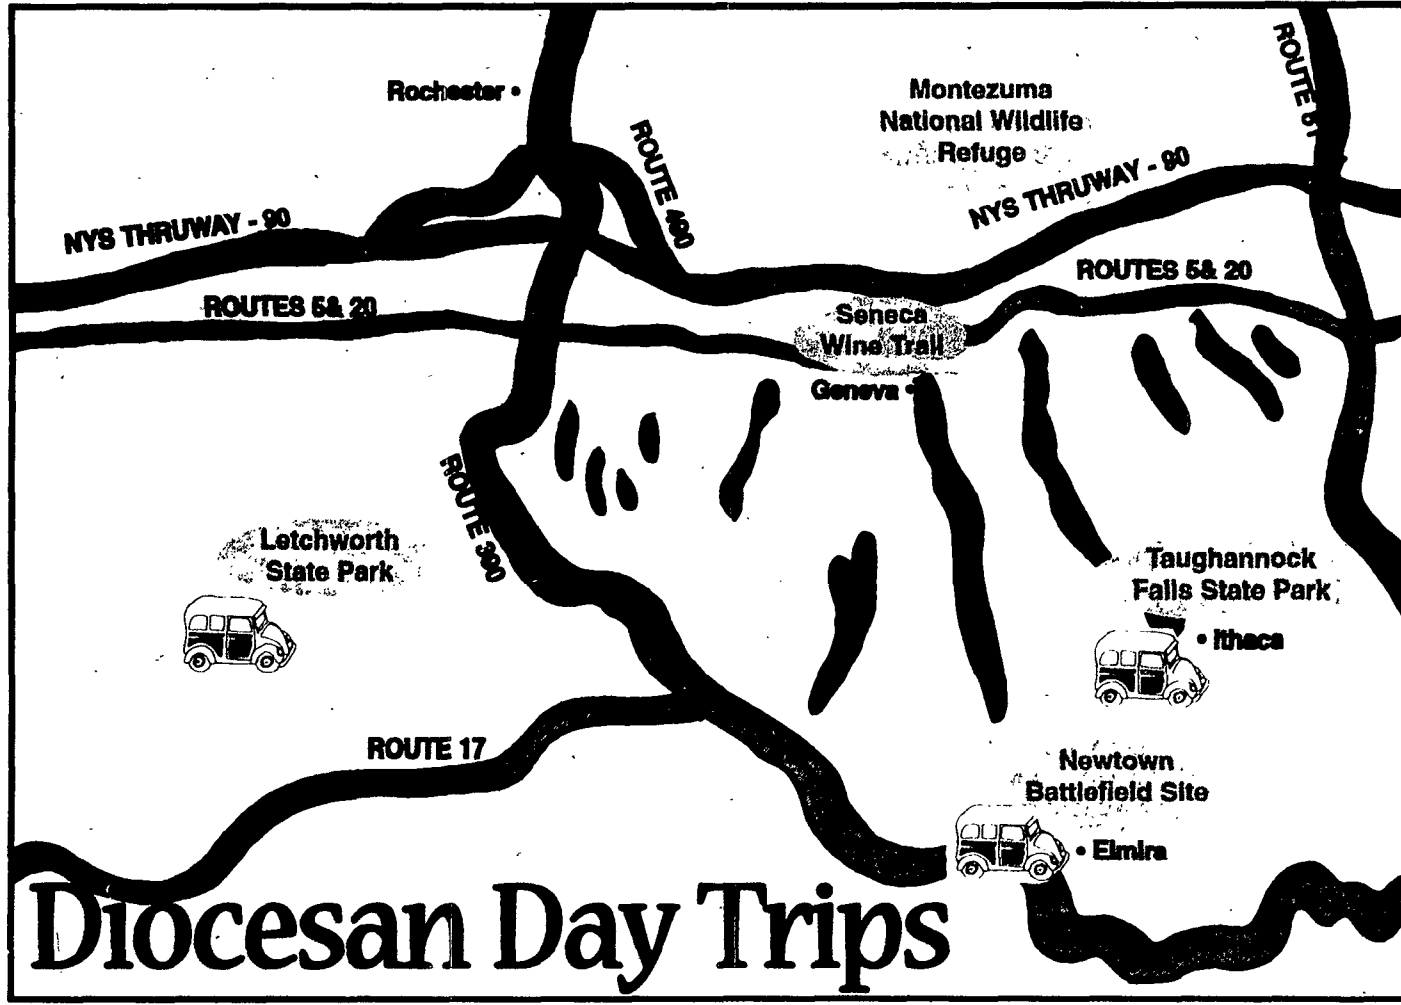 Rochester
Montezuma
National Wildlife
Refuge
ROUTE 490
NYS THRUWAY - 90
NYS THRUWAY - 90
ROUTES 5& 20
ROUTES 5& 20
Seneca
Wine Trail
Geneva
ROUTE 390
Letchworth
State Park
Taughannock
Falls State Park
Ithaca
ROUTE 17
Newtown
Battlefield Site
Elmira
Diocesan Day Trips
ROUTE 81